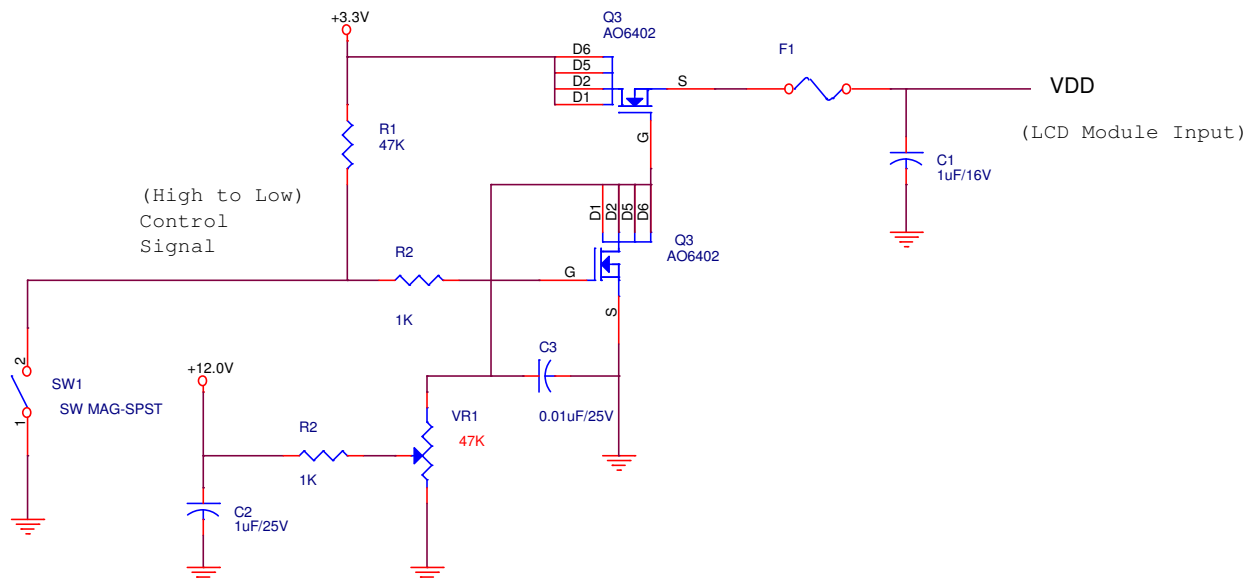 +3.3V
Q3
AO6402
D6
D5
D2
D1
S
G
F1
VDD
(LCD Module Input)
R1
47K
C1
1uF/16V
(High to Low)
Control
Signal
D1
D2
D5
D6
Q3
AO6402
R2
1K
G
S
C3
0.01uF/25V
+12.0V
2
SW1
SW MAG-SPST
1
VR1
47K
R2
1K
C2
1uF/25V